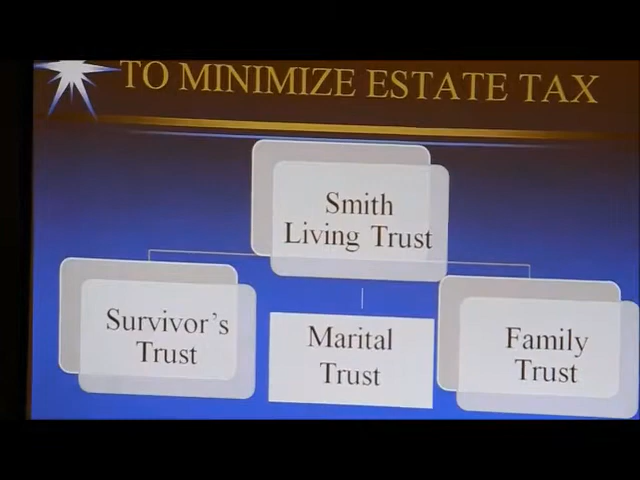 TO MINIMIZE ESTATE TAX
Smith
Living Trust
Survivor's
Trust
Marital
Trust
Family
Trust